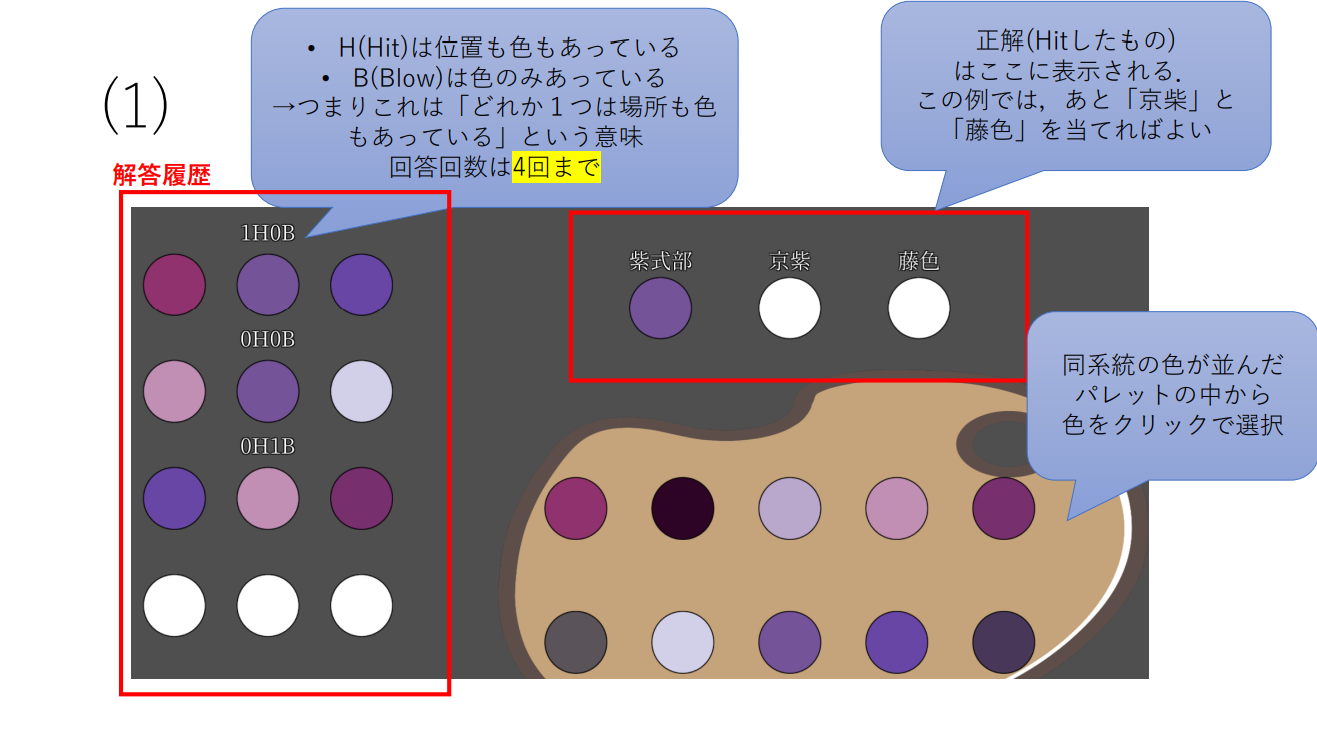 (1)
• H(Hit)は位置も色もあっている
• B(Blow)は色のみあっている
→つまりこれは「どれか１つは場所も色
もあっている」という意味
回答回数は4回まで
正解(Hitしたもの)
はここに表示される．
この例では，あと「京柴」と
「藤色」を当てればよい
解答履歴
1H0B
0H0B
0H1B
紫式部
京紫
藤色
同系統の色が並んだ
パレットの中から
色をクリックで選択